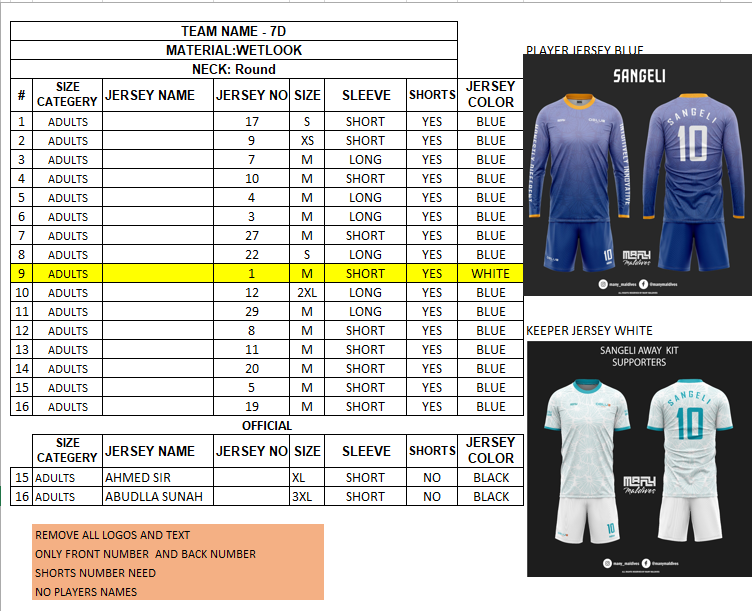 TEAM NAME - 7D
MATERIAL:WETLOOK
NECK: Round
# SIZE CATEGERY JERSEY NAME JERSEY NO SIZE SLEEVE SHORTS JERSEY COLOR
1 ADULTS 17 S SHORT YES BLUE
2 ADULTS 9 XS SHORT YES BLUE
3 ADULTS 7 M LONG YES BLUE
4 ADULTS 10 M SHORT YES BLUE
5 ADULTS 4 M LONG YES BLUE
6 ADULTS 3 M LONG YES BLUE
7 ADULTS 27 M SHORT YES BLUE
8 ADULTS 22 S LONG YES BLUE
9 ADULTS 1 M SHORT YES WHITE
10 ADULTS 12 2XL LONG YES BLUE
11 ADULTS 29 M LONG YES BLUE
12 ADULTS 8 M SHORT YES BLUE
13 ADULTS 11 M SHORT YES BLUE
14 ADULTS 20 M SHORT YES BLUE
15 ADULTS 5 M SHORT YES BLUE
16 ADULTS 19 M SHORT YES BLUE
OFFICIAL
SIZE CATEGERY JERSEY NAME JERSEY NO SIZE SLEEVE SHORTS JERSEY COLOR
15 ADULTS AHMED SIR XL SHORT NO BLACK
16 ADULTS ABUDLLA SUNAH 3XL SHORT NO BLACK
REMOVE ALL LOGOS AND TEXT
ONLY FRONT NUMBER AND BACK NUMBER
SHORTS NUMBER NEED
NO PLAYERS NAMES
PLAYER JERSEY BLUE
SANGELI
HONESTLY DIFFERENT
INTUITIVELY INNOVATIVE
SANGELI
10
10
maldives
many_maldives
@manymaldives
KEEPER JERSEY WHITE
SANGELI AWAY KIT
SUPPORTERS
SANGELI
10
10
maldives
many_maldives
@manymaldives